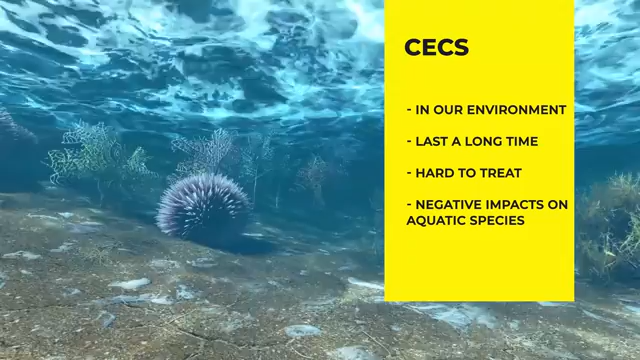 CECS
- IN OUR ENVIRONMENT
- LAST A LONG TIME
- HARD TO TREAT
- NEGATIVE IMPACTS ON
AQUATIC SPECIES